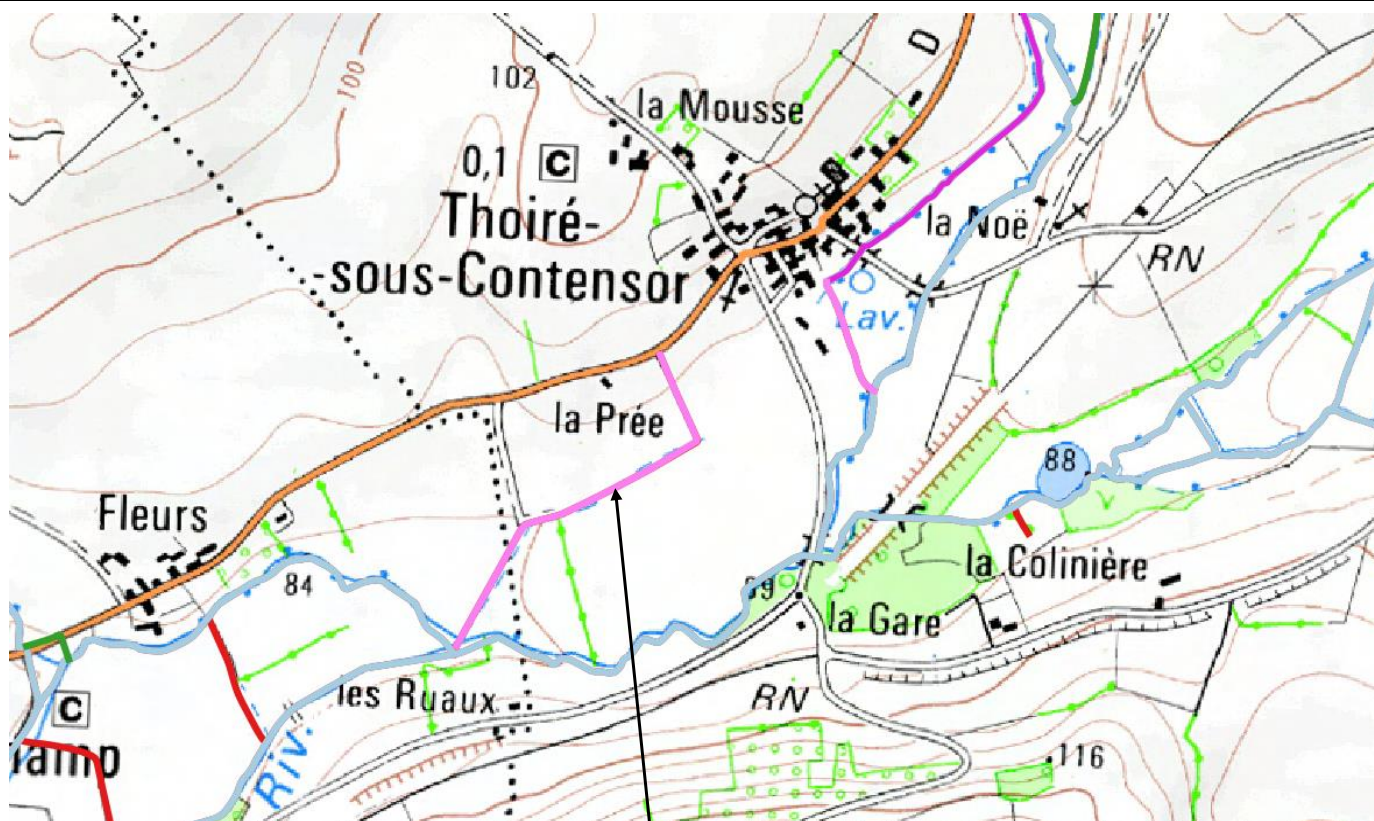 D
102
la Mousse
100
0,1 C
Thoiré-
-sous-Contensor
la Noë
RN
Lav.
la Prée
88
Fleurs
la Colinière
84
la Gare
les Ruaux
RN
C
Riv.
116